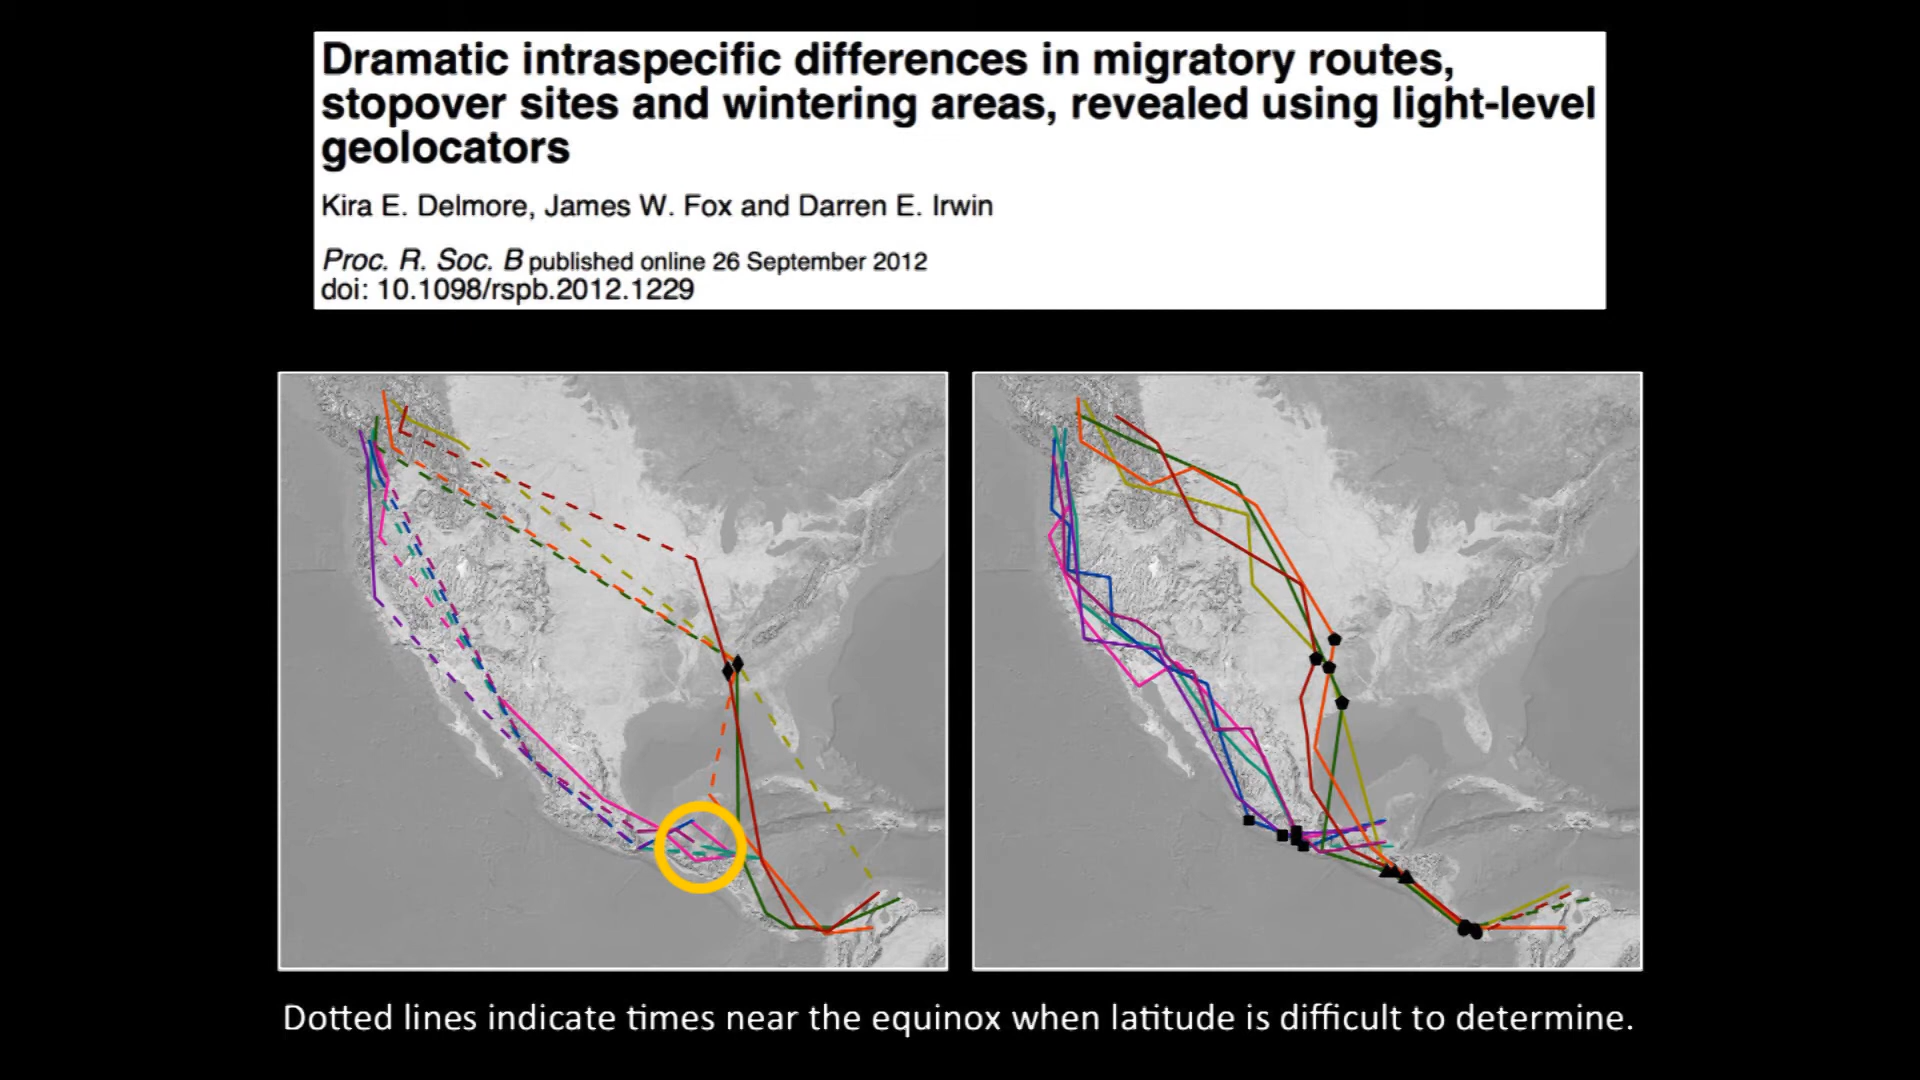 Dramatic intraspecific differences in migratory routes,
stopover sites and wintering areas, revealed using light-level
geolocators
Kira E. Delmore, James W. Fox and Darren E. Irwin
Proc. R. Soc. B published online 26 September 2012
doi: 10.1098/rspb.2012.1229
Dotted lines indicate times near the equinox when latitude is difficult to determine.